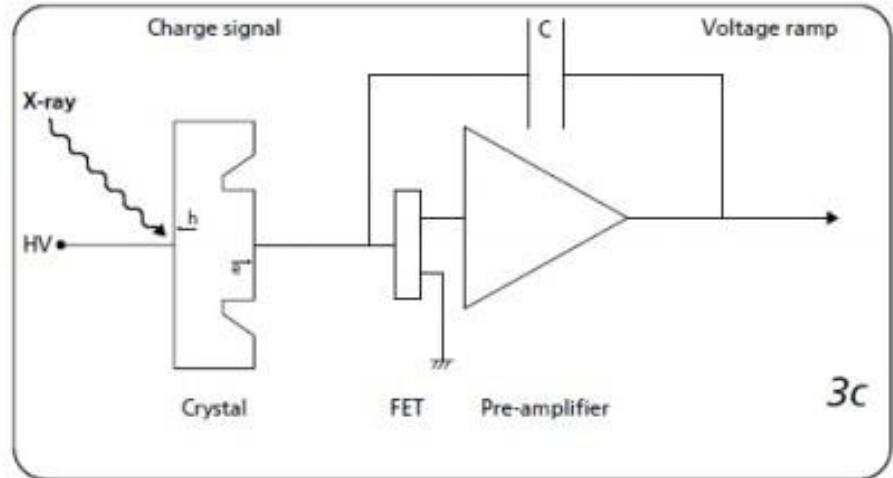 Charge signal
C
Voltage ramp
X-ray
h
HV
e
Crystal
FET
Pre-amplifier
3c